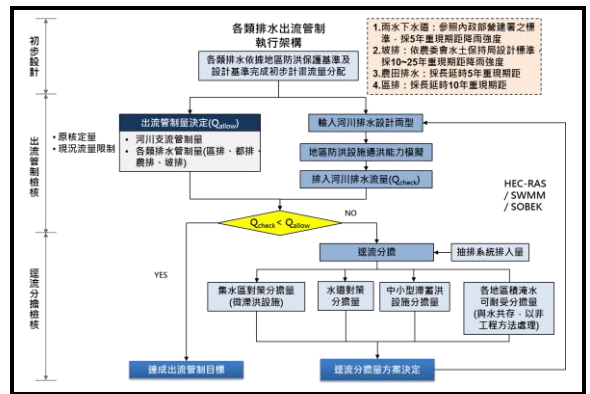 各類排水出流管制
執行架構
初步設計
各類排水依據地區防洪保護基準及
設計基準完成初步計畫流量分配
1.雨水下水道：參照內政部營建署之標
準，採5年重現期距降雨強度
2.坡排：依農委會水土保持局設計標準
採10~25年重現期距降雨強度
3.農田排水：採長延時5年重現期距
4.區排：採長延時10年重現期距
出流管制檢核
• 原核定量
• 現況流量限制
出流管制量決定(Qallow)
• 河川支流管制量
• 各類排水管制量(區排、都排、
農排、坡排)
輸入河川排水設計雨型
地區防洪設施通洪能力模擬
排入河川排水流量(Qcheck)
HEC-RAS
/ SWMM
/ SOBEK
Qcheck < Qallow
NO
YES
逕流分擔檢核
逕流分擔
抽排系統排入量
集水區對策分擔量
(微滯洪設施)
水道對策
分擔量
中小型滯蓄洪
設施分擔量
各地區積淹水
可耐受分擔量
(與水共存，以非
工程方法處理)
達成出流管制目標
逕流分擔量方案決定